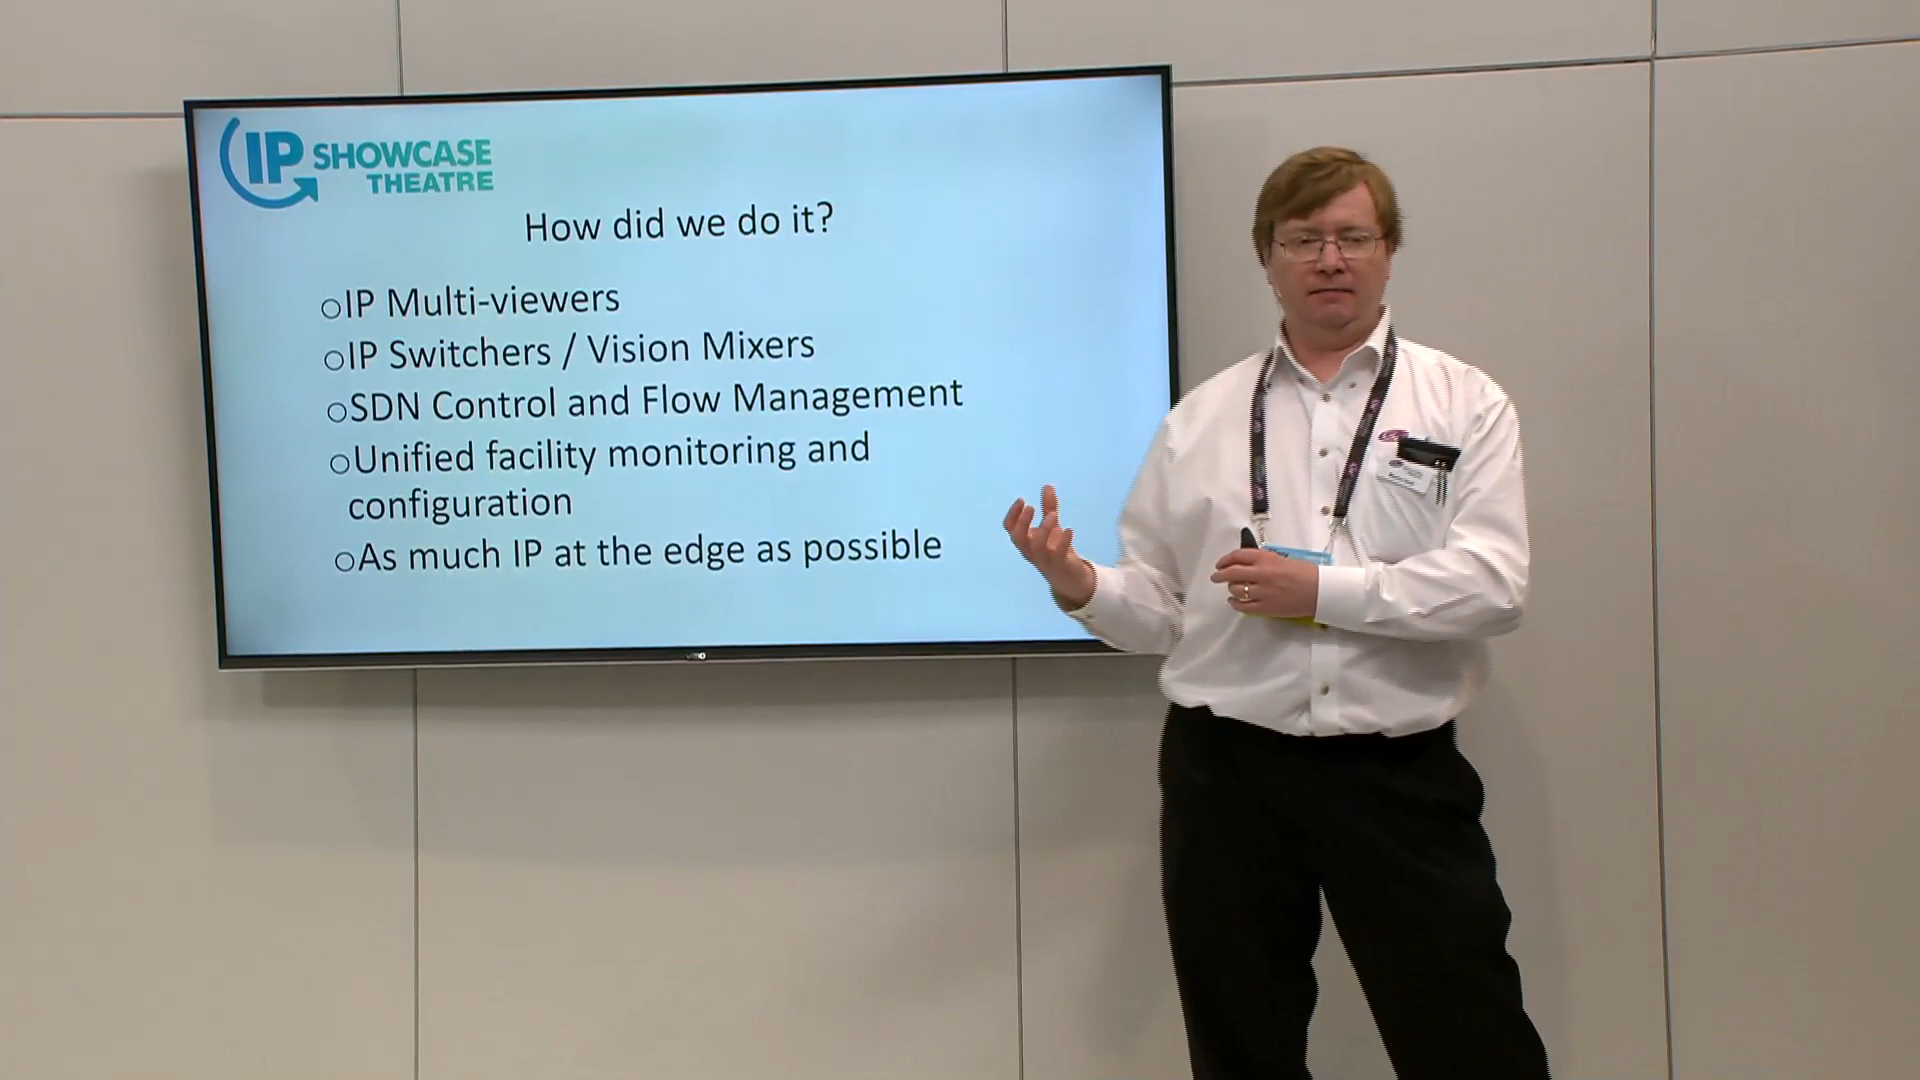 IP SHOWCASE
THEATRE
How did we do it?
○IP Multi-viewers
○IP Switchers / Vision Mixers
○SDN Control and Flow Management
○Unified facility monitoring and
configuration
○As much IP at the edge as possible